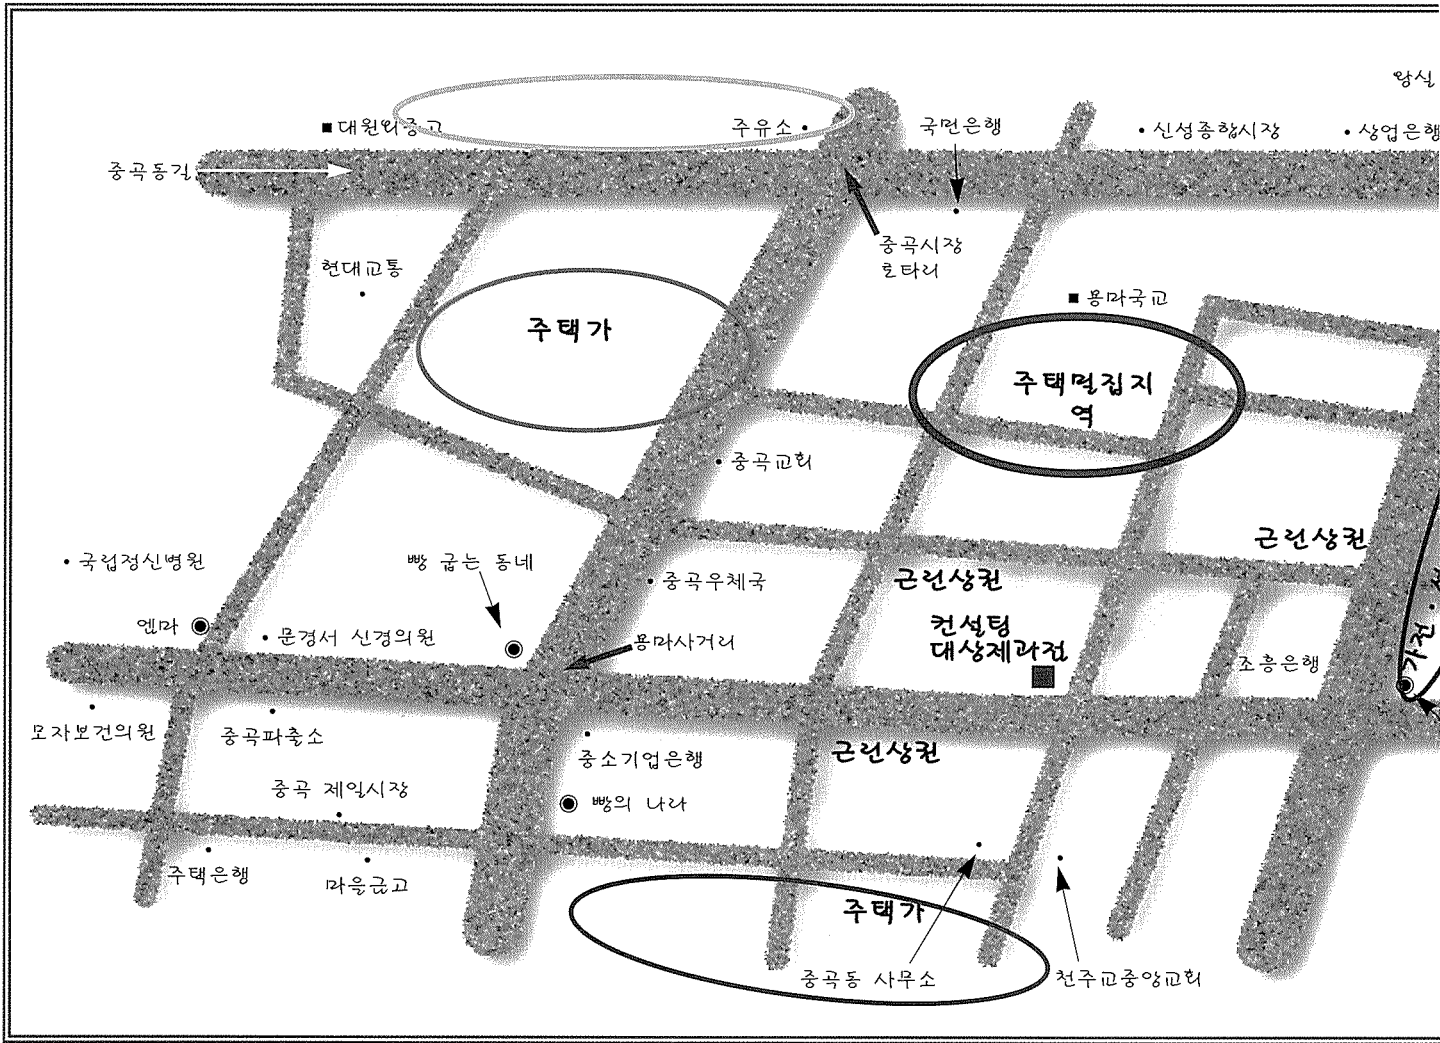 왕실
■ 대원외중고
주유소 •
국민은행
• 신성종합시장
• 상업은행
중곡동길
중곡시장
로타리
현대교통
■ 용마국교
주택가
주택밀집지
역
• 중곡교회
근린상권
• 국립정신병원
빵 굽는 동네
• 중곡우체국
근린상권
엔마
• 문경서 신경의원
용마사거리
컨설팅
대상제과점
조흥은행
가전 •
모자보건의원
중곡파출소
중소기업은행
근린상권
중곡 제일시장
빵의 나라
주택은행
마을금고
주택가
중곡동 사무소
천주교중앙교회